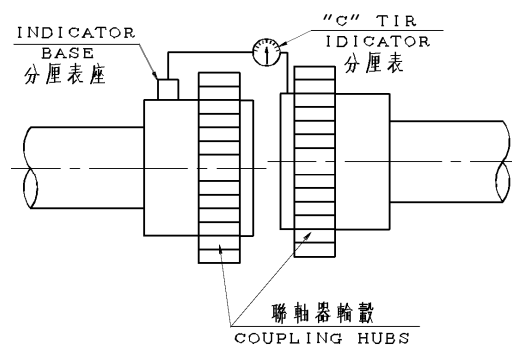 INDICATOR
BASE
分厘表座
"C" TIR
IDICATOR
分厘表
聯軸器輪轂
COUPLING HUBS